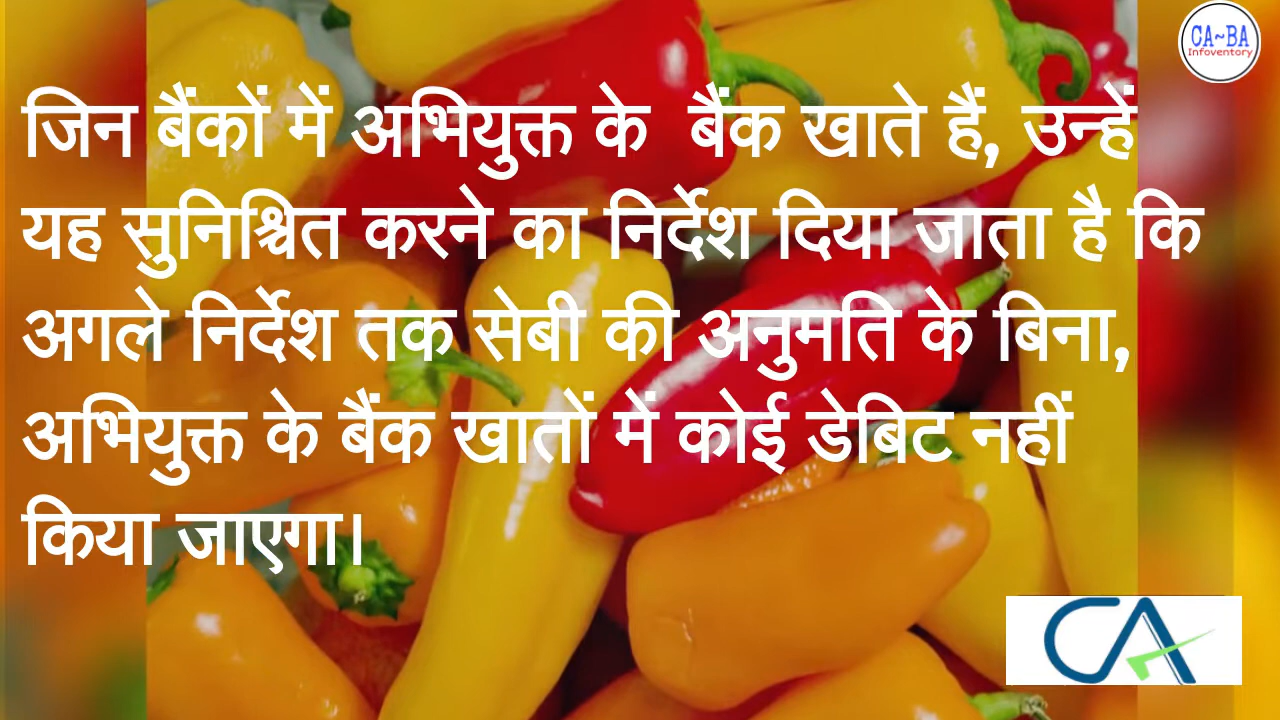 CA~BA
Infoventory
जिन बैंकों में अभियुक्त के बैंक खाते हैं, उन्हें
यह सुनिश्चित करने का निर्देश दिया जाता है कि
अगले निर्देश तक सेबी की अनुमति के बिना,
अभियुक्त के बैंक खातों में कोई डेबिट नहीं
किया जाएगा।
CA